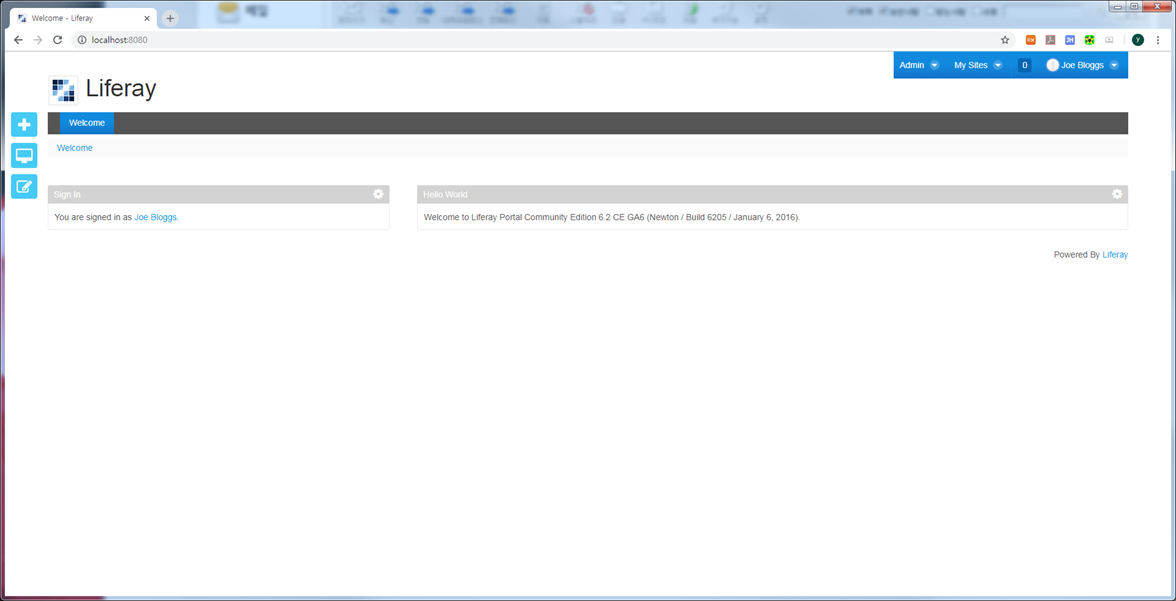 Welcome - Liferay
localhost:8080
Admin My Sites 0 Joe Bloggs
Liferay
Welcome
Welcome
Sign In
You are signed in as Joe Bloggs.
Hello World
Welcome to Liferay Portal Community Edition 6.2 CE GA6 (Newton / Build 6205 / January 6, 2016).
Powered By Liferay